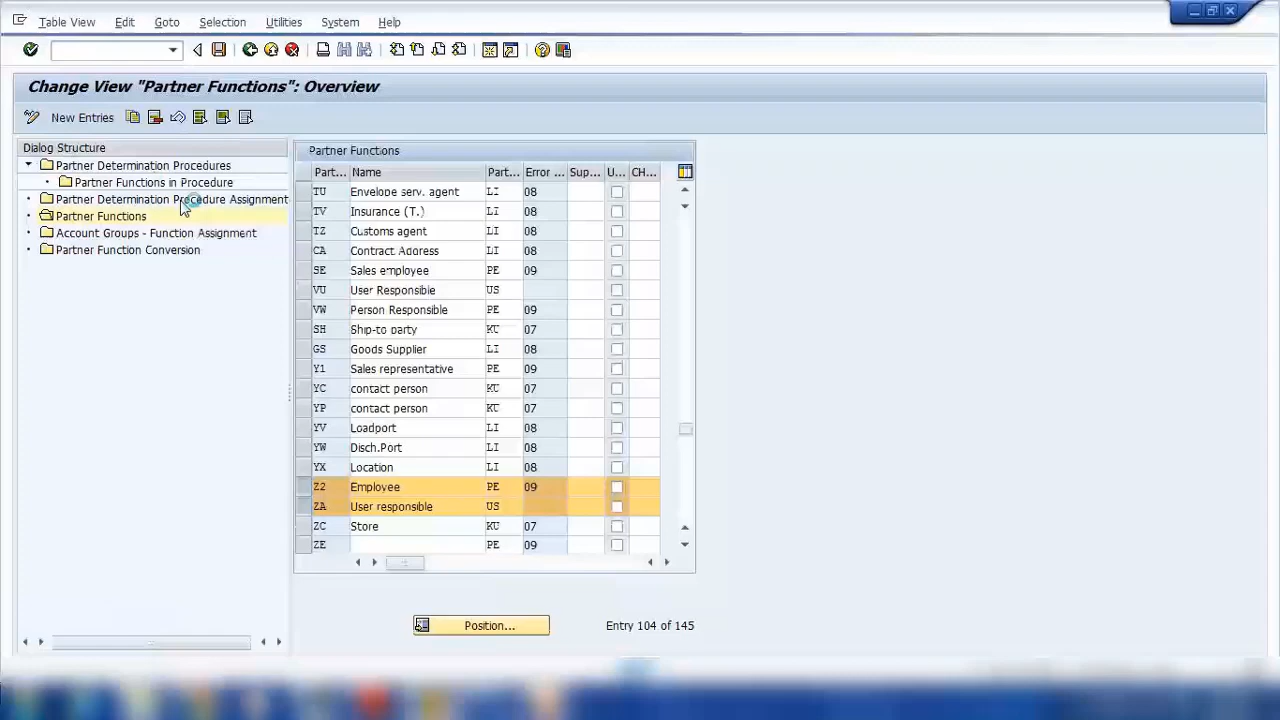 Table View Edit Goto Selection Utilities System Help
Change View "Partner Functions": Overview
New Entries
Dialog Structure
Partner Determination Procedures
Partner Functions in Procedure
Partner Determination Procedure Assignment
Partner Functions
Account Groups - Function Assignment
Partner Function Conversion
Partner Functions
Part... Name Part... Error ... Sup... U... CH...
TU Envelope serv. agent LI 08
TV Insurance (T.) LI 08
TZ Customs agent LI 08
CA Contract Address LI 08
SE Sales employee PE 09
VU User Responsible US
VW Person Responsible PE 09
SH Ship-to party KU 07
GS Goods Supplier LI 08
Y1 Sales representative PE 09
YC contact person KU 07
YP contact person KU 07
YV Loadport LI 08
YW Disch.Port LI 08
YX Location LI 08
Z2 Employee PE 09
ZA User responsible US
ZC Store KU 07
ZE PE 09
Position... Entry 104 of 145